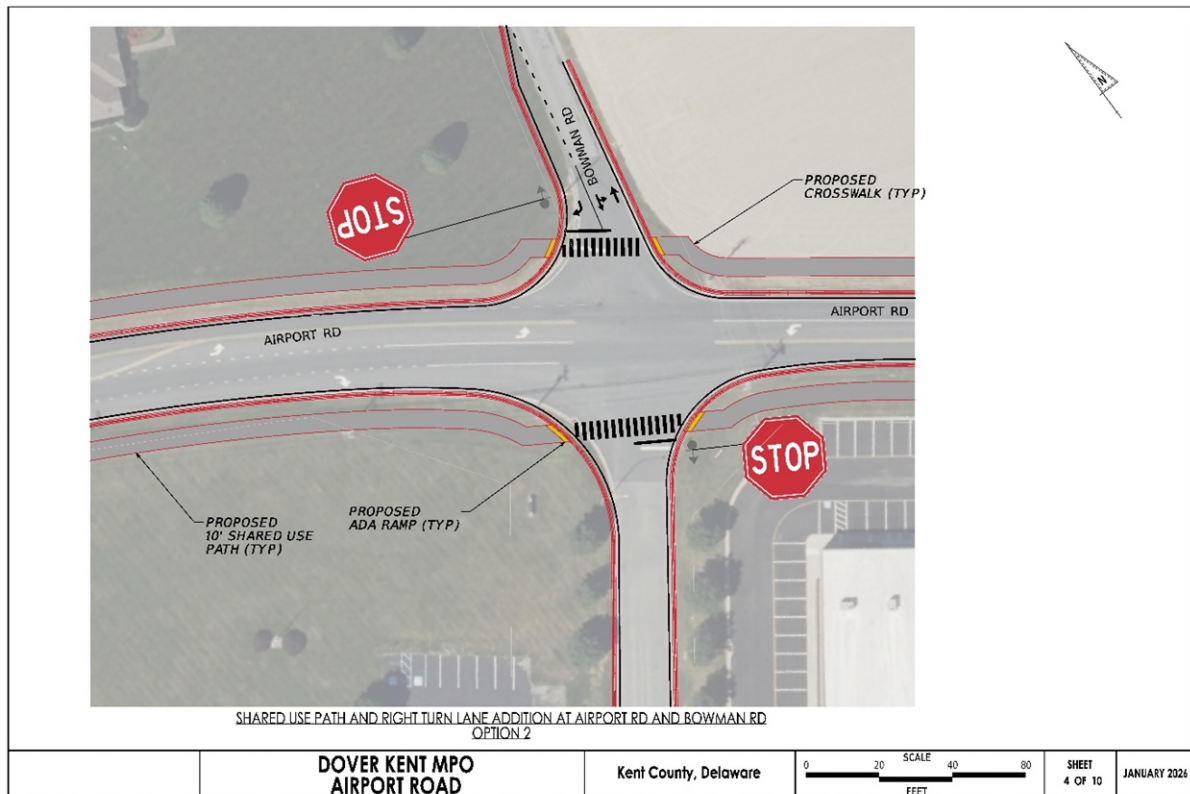 N
BOWMAN RD
STOP
PROPOSED
CROSSWALK (TYP)
AIRPORT RD
AIRPORT RD
STOP
PROPOSED
10' SHARED USE
PATH (TYP)
PROPOSED
ADA RAMP (TYP)
SHARED USE PATH AND RIGHT TURN LANE ADDITION AT AIRPORT RD AND BOWMAN RD
OPTION 2
DOVER KENT MPO
AIRPORT ROAD
Kent County, Delaware
SCALE
0 20 40 80
FEET
SHEET
4 OF 10
JANUARY 2026